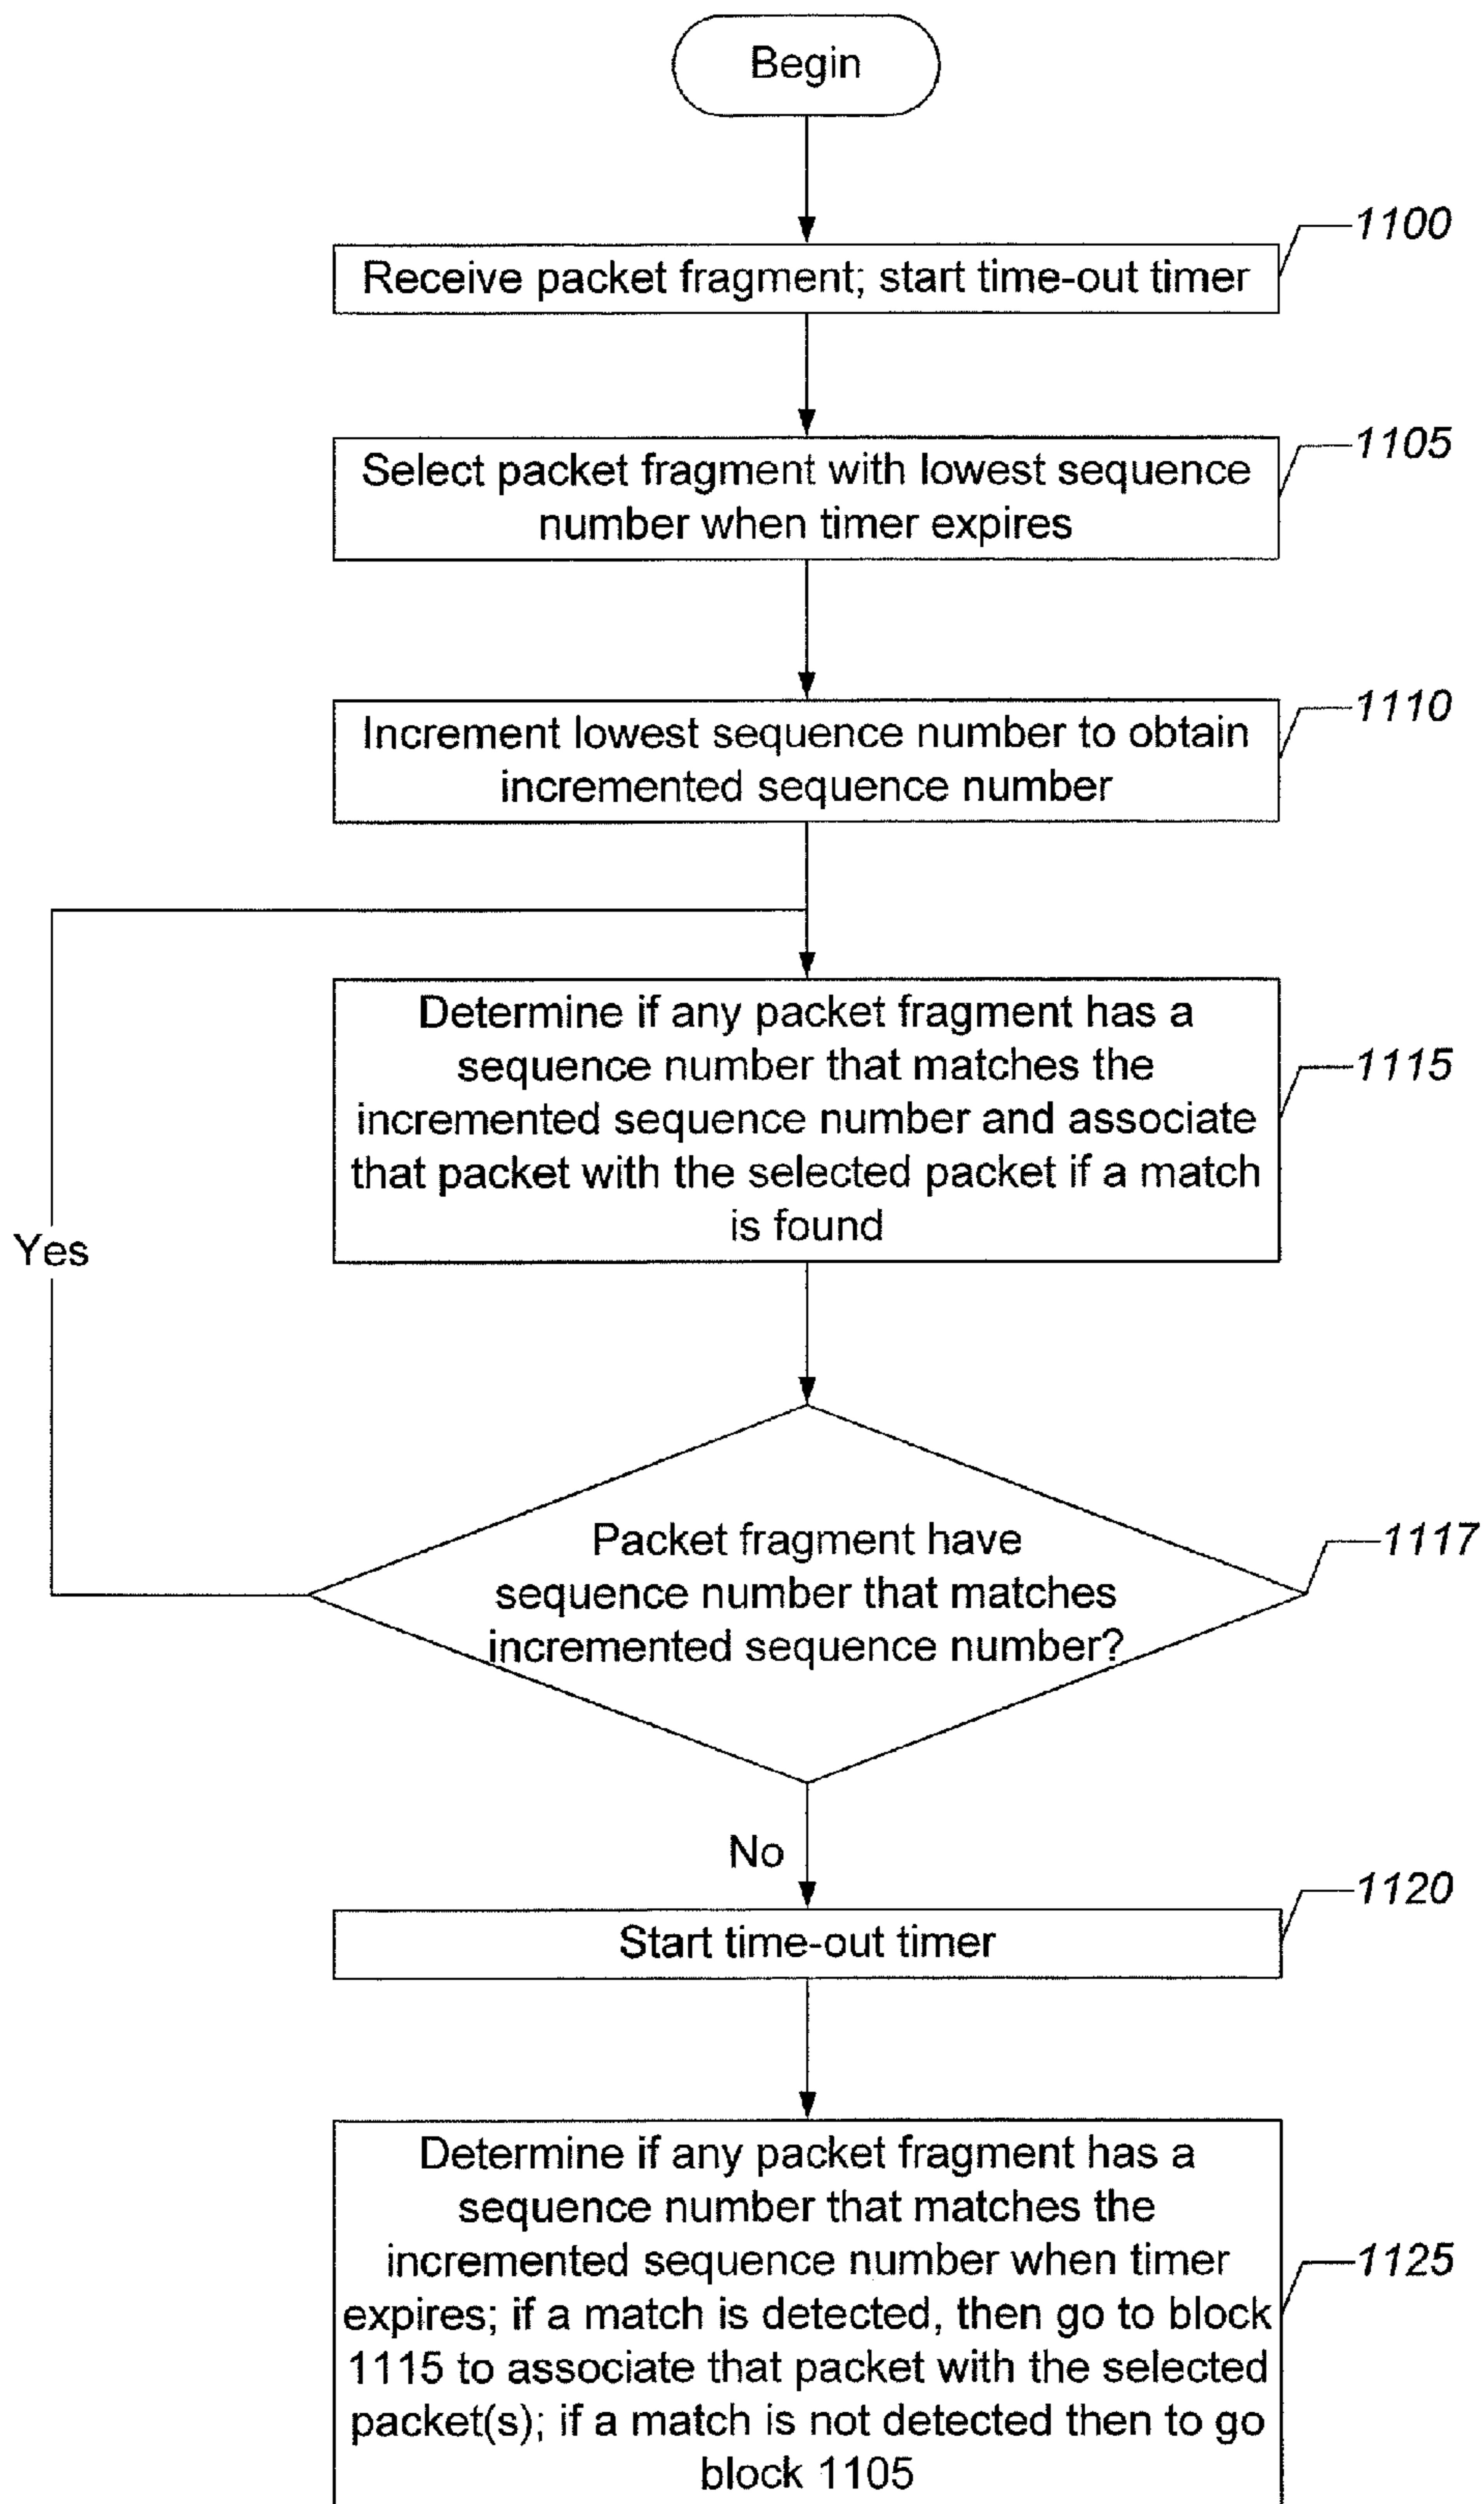 Begin
1100
Receive packet fragment; start time-out timer
1105
Select packet fragment with lowest sequence
number when timer expires
1110
Increment lowest sequence number to obtain
incremented sequence number
Determine if any packet fragment has a
sequence number that matches the
1115
incremented sequence number and associate
that packet with the selected packet if a match
is found
Yes
Packet fragment have
1117
sequence number that matches
incremented sequence number?
No
1120
Start time-out timer
Determine if any packet fragment has a
sequence number that matches the
incremented sequence number when timer
1125
expires; if a match is detected, then go to block
1115 to associate that packet with the selected
packet(s); if a match is not detected then to go
block 1105